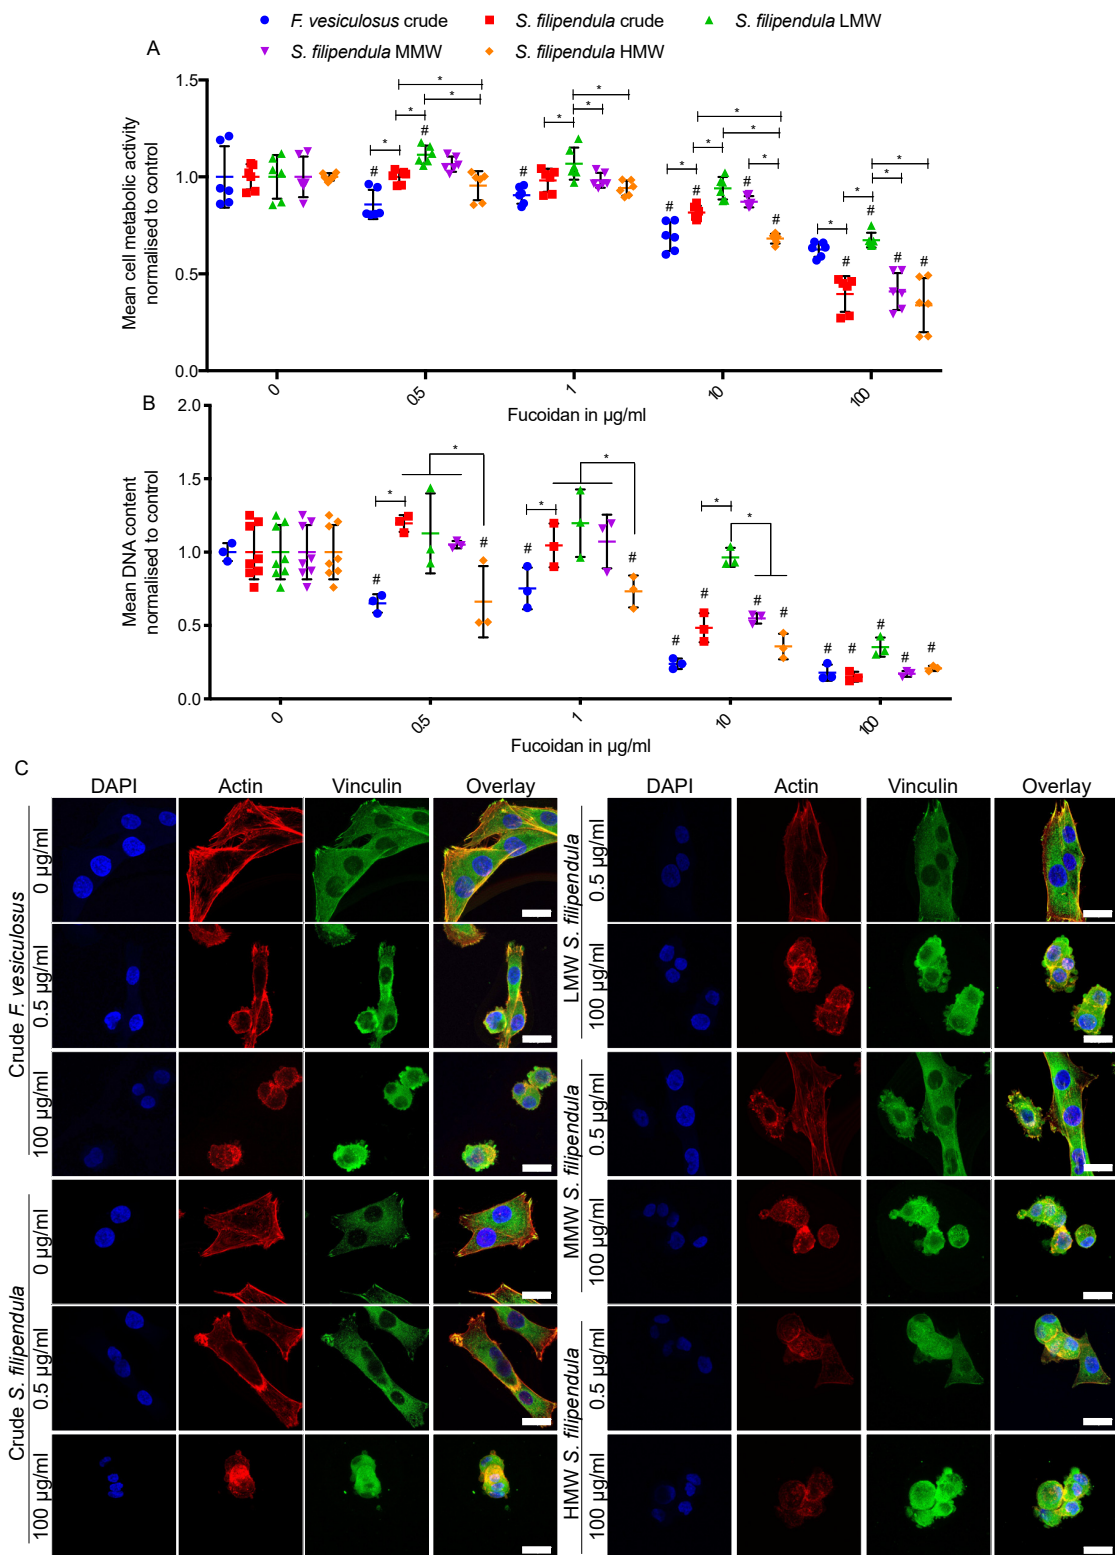 F. vesiculosus crude
S. filipendula crude
S. filipendula LMW
S. filipendula MMW
S. filipendula HMW
A
Mean cell metabolic activity
normalised to control
1.5
1.0
0.5
0.0
* * * * * * * * * * * * * * * * * *
# # # # # # # # # # #
0 0.5 1 10 100
Fucoidan in µg/ml
B
Mean DNA content
normalised to control
2.0
1.5
1.0
0.5
0.0
* * * * * *
# # # # # # # # # # # # #
0 0.5 1 10 100
Fucoidan in µg/ml
C
DAPI Actin Vinculin Overlay DAPI Actin Vinculin Overlay
Crude F. vesiculosus
0 µg/ml
0.5 µg/ml
100 µg/ml
Crude S. filipendula
0 µg/ml
0.5 µg/ml
100 µg/ml
LMW S. filipendula
0.5 µg/ml
100 µg/ml
MMW S. filipendula
0.5 µg/ml
100 µg/ml
HMW S. filipendula
0.5 µg/ml
100 µg/ml